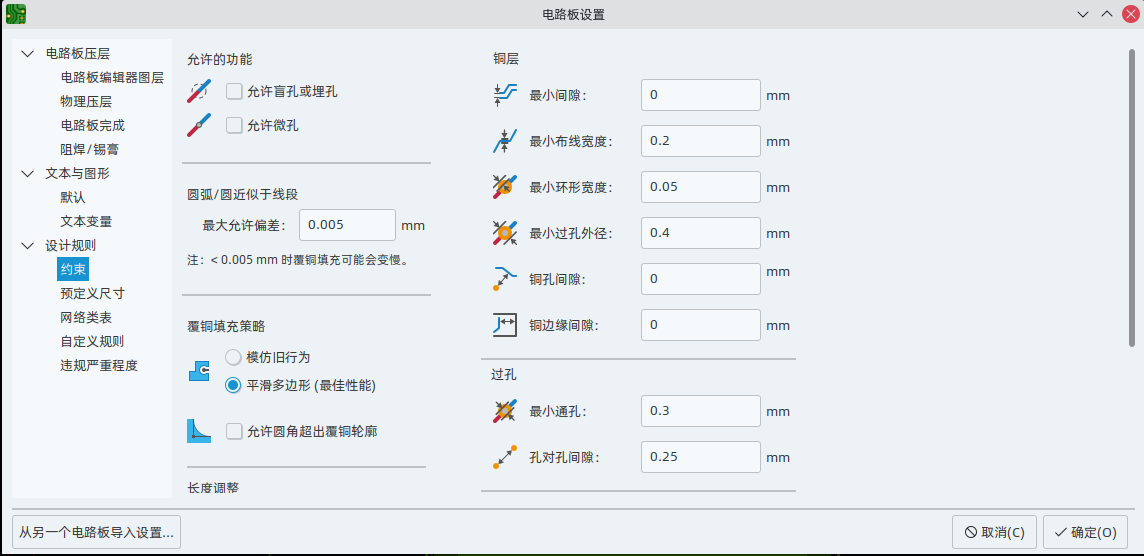 电路板设置
电路板压层
电路板编辑器图层
物理压层
电路板完成
阻焊/锡膏
文本与图形
默认
文本变量
设计规则
约束
预定义尺寸
网络类表
自定义规则
违规严重程度
允许的功能
允许盲孔或埋孔
允许微孔
圆弧/圆近似于线段
最大允许偏差: 0.005 mm
注: < 0.005 mm 时覆铜填充可能会变慢。
覆铜填充策略
模仿旧行为
平滑多边形 (最佳性能)
允许圆角超出覆铜轮廓
长度调整
铜层
最小间隙: 0 mm
最小布线宽度: 0.2 mm
最小环形宽度: 0.05 mm
最小过孔外径: 0.4 mm
铜孔间隙: 0 mm
铜边缘间隙: 0 mm
过孔
最小通孔: 0.3 mm
孔对孔间隙: 0.25 mm
从另一个电路板导入设置...
取消(C)
确定(O)